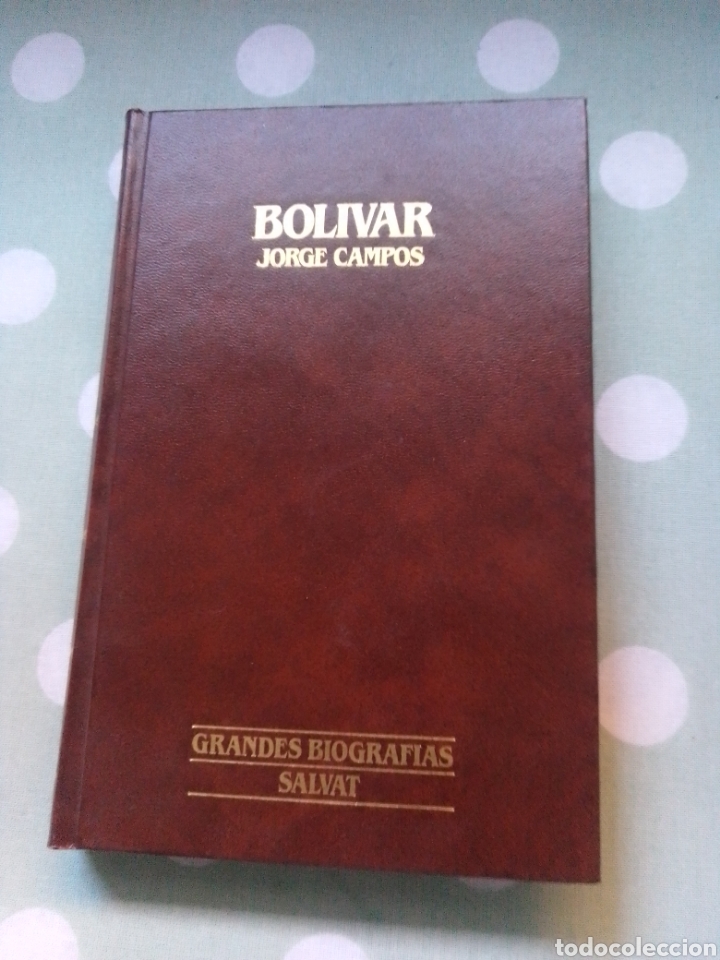 BOLIVAR
JORGE CAMPOS
GRANDES BIOGRAFIAS
SALVAT
todocoleccion